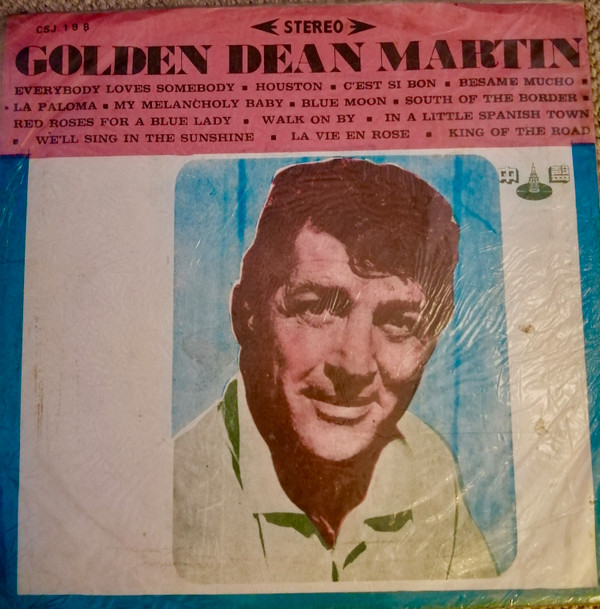 CSJ. 198
STEREO
GOLDEN DEAN MARTIN
EVERYBODY LOVES SOMEBODY ▪ HOUSTON ▪ C'EST SI BON ▪ BESAME MUCHO ▪
▪ LA PALOMA ▪ MY MELANCHOLY BABY ▪ BLUE MOON ▪ SOUTH OF THE BORDER ▪
RED ROSES FOR A BLUE LADY ▪ WALK ON BY ▪ IN A LITTLE SPANISH TOWN
▪ WE'LL SING IN THE SUNSHINE ▪ LA VIE EN ROSE ▪ KING OF THE ROAD